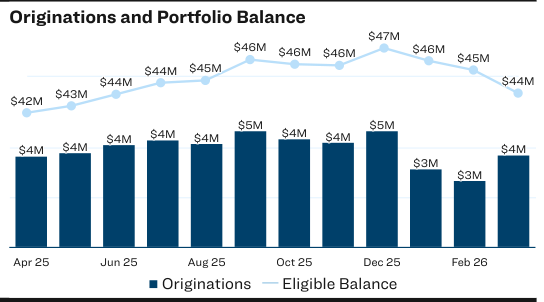 Originations and Portfolio Balance
$42M $43M $44M $44M $45M $46M $46M $46M $47M $46M $45M $44M
$4M $4M $4M $4M $4M $5M $4M $4M $5M $3M $3M $4M
Apr 25 Jun 25 Aug 25 Oct 25 Dec 25 Feb 26
Originations Eligible Balance